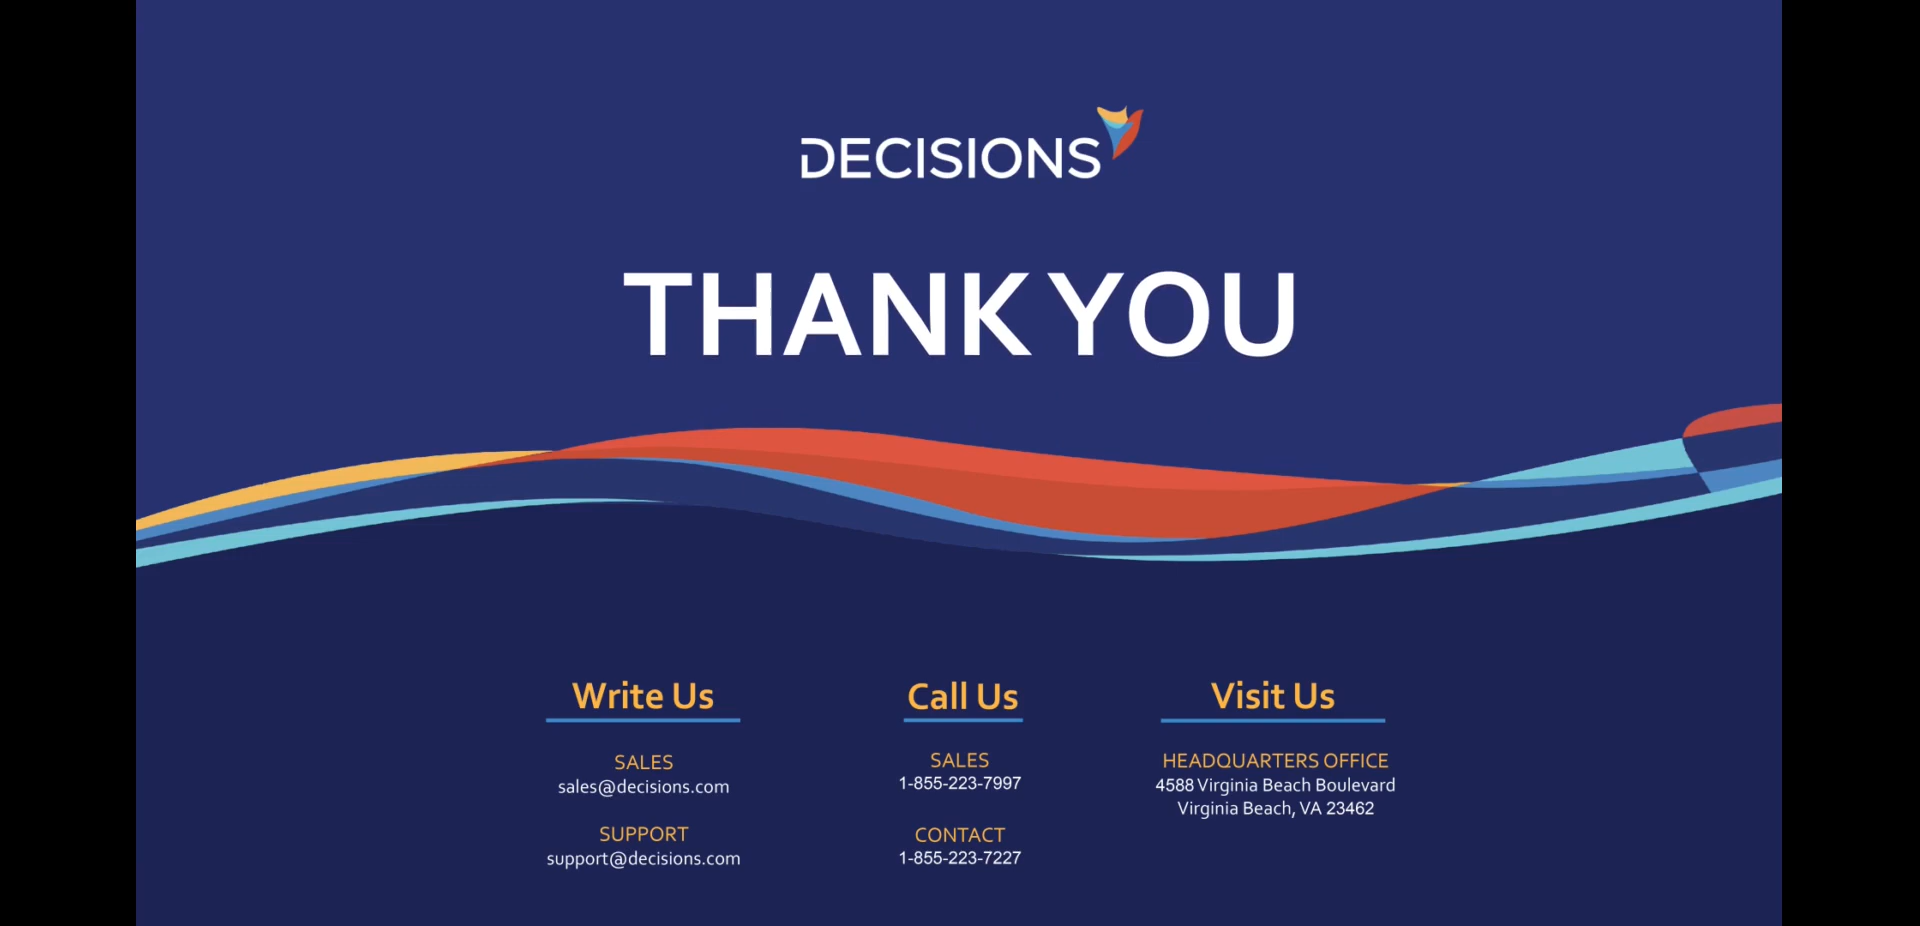 DECISIONS
THANK YOU
Write Us
SALES
sales@decisions.com
SUPPORT
support@decisions.com
Call Us
SALES
1-855-223-7997
CONTACT
1-855-223-7227
Visit Us
HEADQUARTERS OFFICE
4588 Virginia Beach Boulevard
Virginia Beach, VA 23462